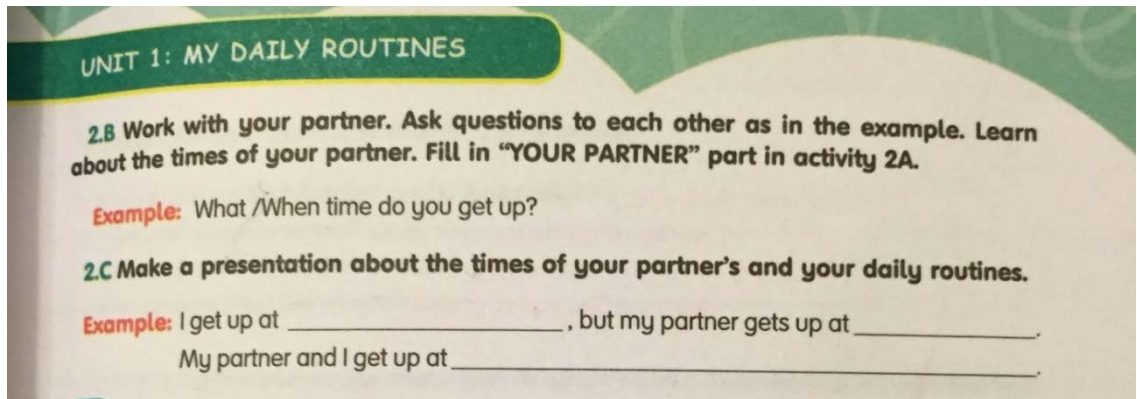 UNIT 1: MY DAILY ROUTINES
2.B Work with your partner. Ask questions to each other as in the example. Learn
about the times of your partner. Fill in “YOUR PARTNER” part in activity 2A.
Example: What /When time do you get up?
2.C Make a presentation about the times of your partner’s and your daily routines.
Example: I get up at ______________________, but my partner gets up at ______________.
My partner and I get up at ______________________________________________.